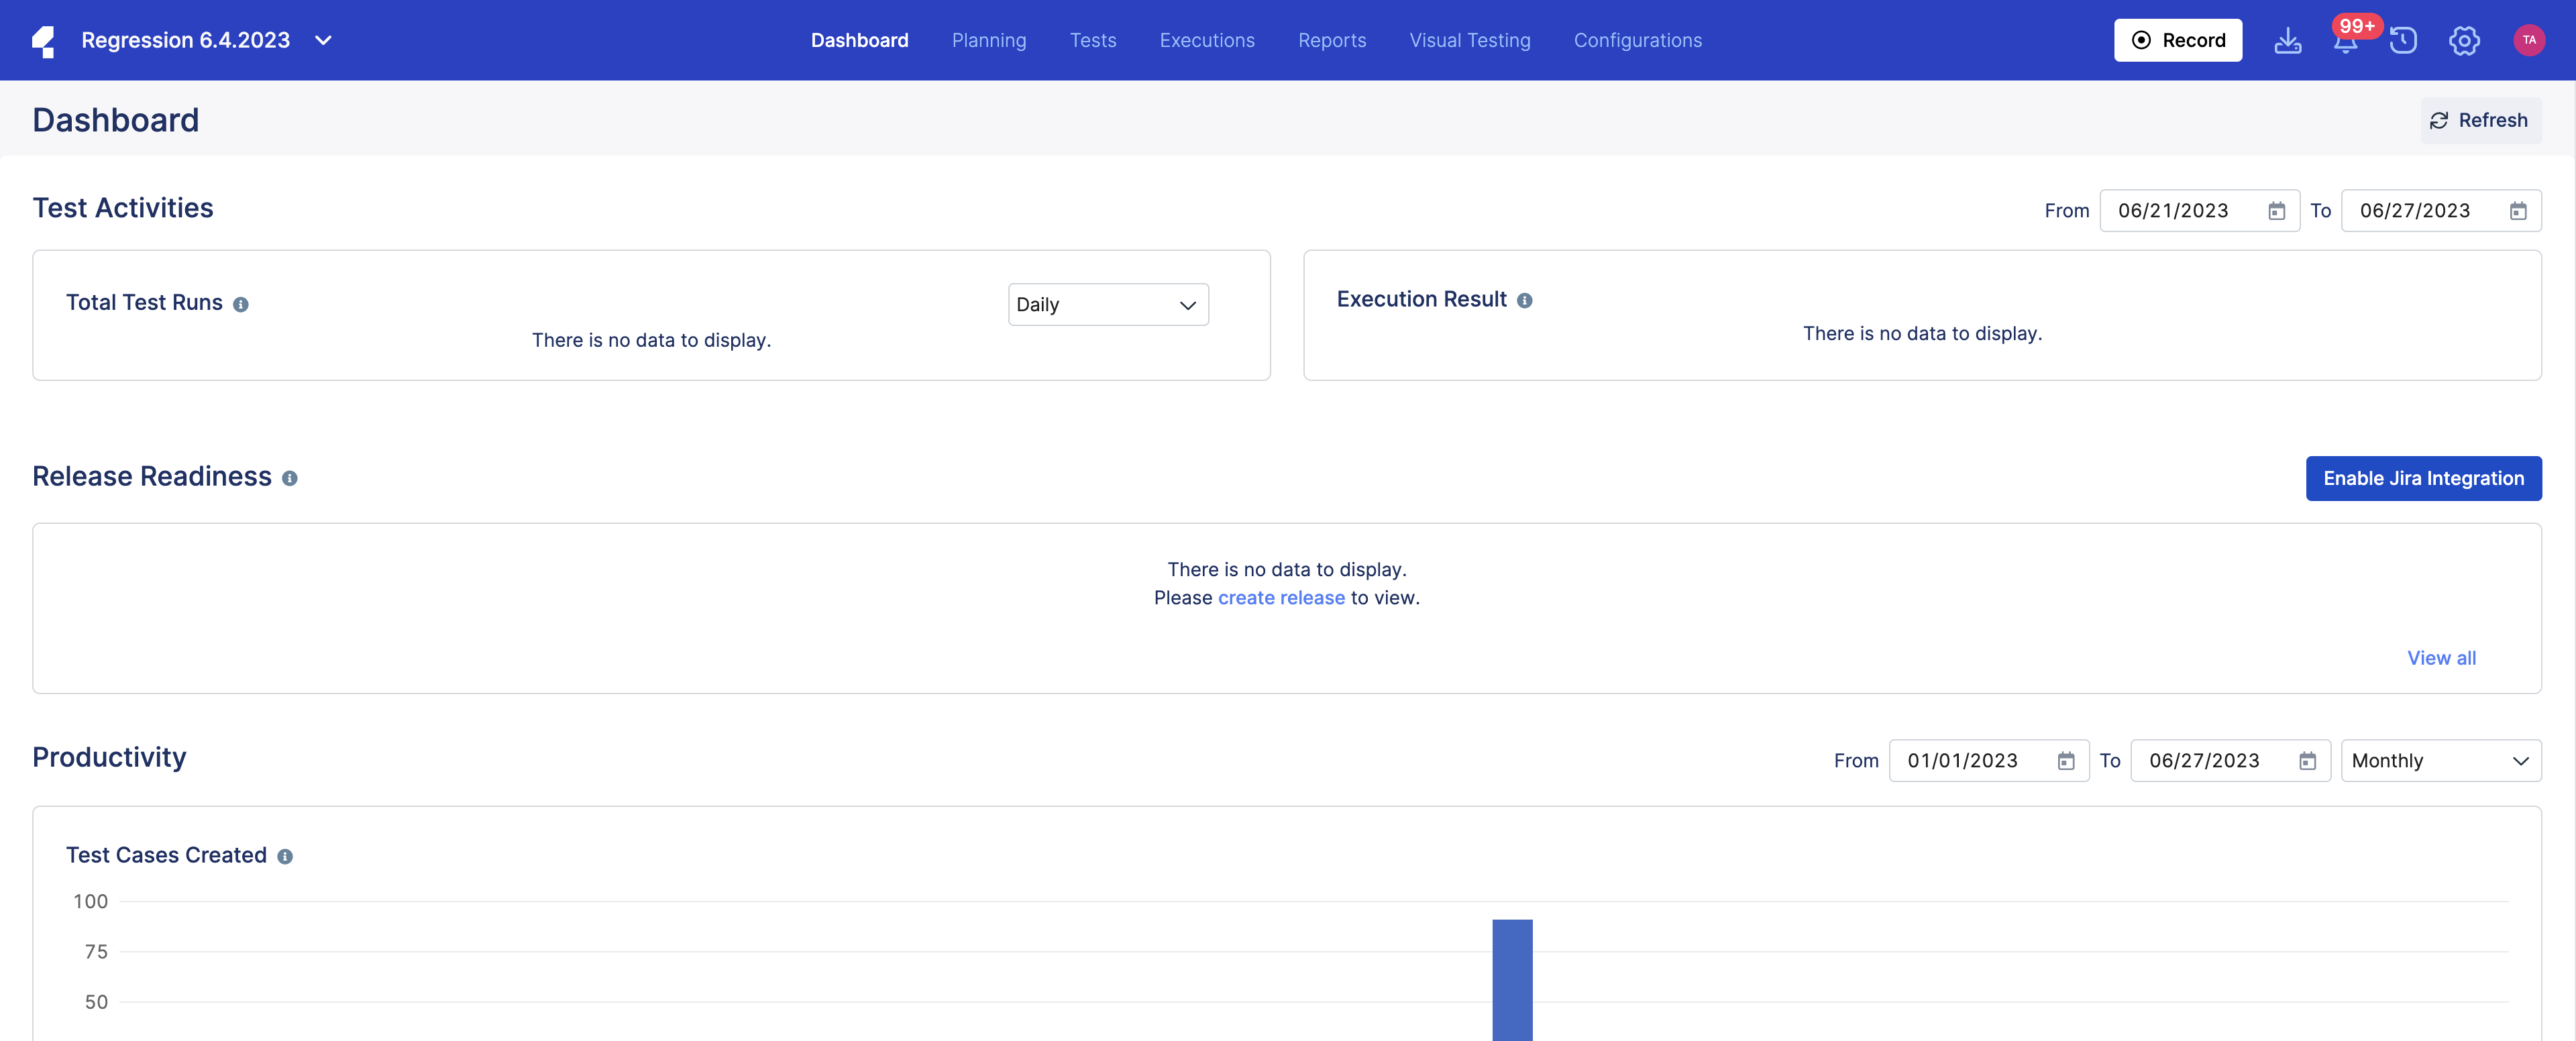 Regression 6.4.2023
Dashboard Planning Tests Executions Reports Visual Testing Configurations
Record
99+
TA
Dashboard
Refresh
Test Activities
From 06/21/2023 To 06/27/2023
Total Test Runs
Daily
There is no data to display.
Execution Result
There is no data to display.
Release Readiness
Enable Jira Integration
There is no data to display.
Please create release to view.
View all
Productivity
From 01/01/2023 To 06/27/2023 Monthly
Test Cases Created
100
75
50